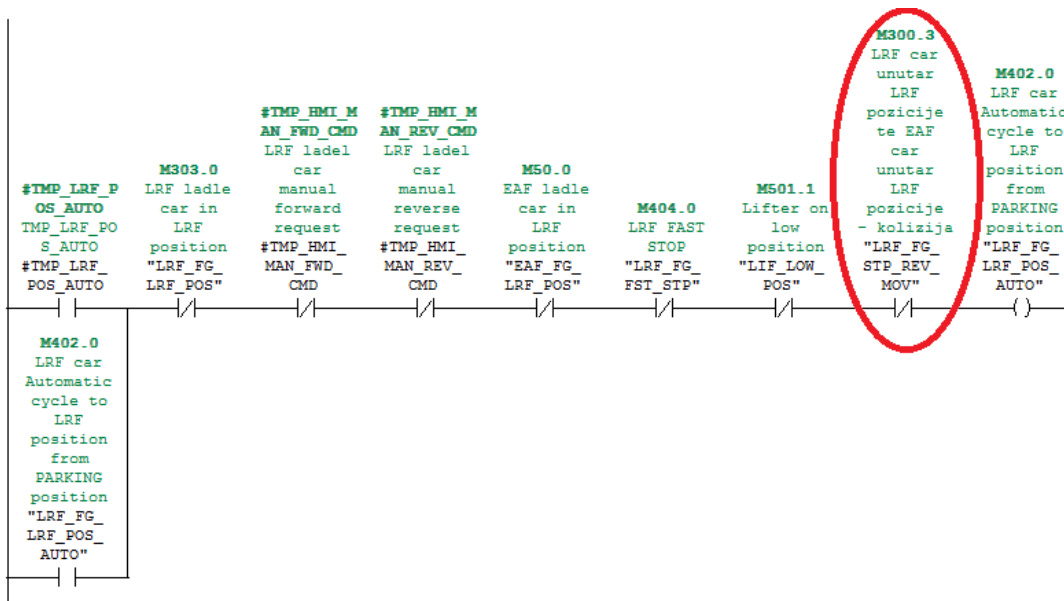 #TMP_LRF_P
OS_AUTO
TMP_LRF_PO
S_AUTO
#TMP_LRF_
POS_AUTO
M303.0
LRF ladle
car in
LRF
position
"LRF_FG_
LRF_POS"
#TMP_HMI_M
AN_FWD_CMD
LRF ladel
car
manual
forward
request
#TMP_HMI_
MAN_FWD_
CMD
#TMP_HMI_M
AN_REV_CMD
LRF ladel
car
manual
reverse
request
#TMP_HMI_
MAN_REV_
CMD
M50.0
EAF ladle
car in
LRF
position
"EAF_FG_
LRF_POS"
M404.0
LRF FAST
STOP
"LRF_FG_
FST_STP"
M501.1
Lifter on
low
position
"LIF_LOW_
POS"
M300.3
LRF car
unutar
LRF
pozicije
te EAF
car
unutar
LRF
pozicije
- kolizija
"LRF_FG_
STP_REV_
MOV"
M402.0
LRF car
Automatic
cycle to
LRF
position
from
PARKING
position
"LRF_FG_
LRF_POS_
AUTO"
M402.0
LRF car
Automatic
cycle to
LRF
position
from
PARKING
position
"LRF_FG_
LRF_POS_
AUTO"